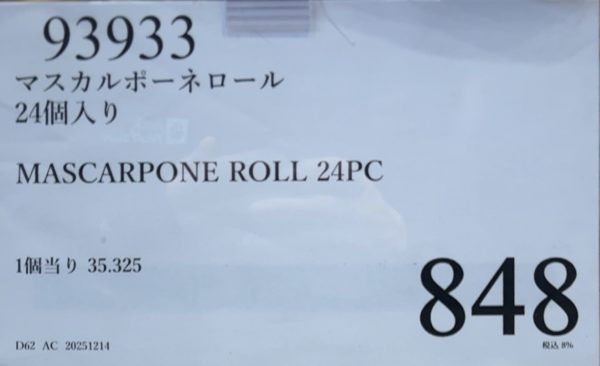 93933
マスカルポーネロール
24個入り
MASCARPONE ROLL 24PC
1個当り 35.325
848
税込 8%
D62 AC 20251214